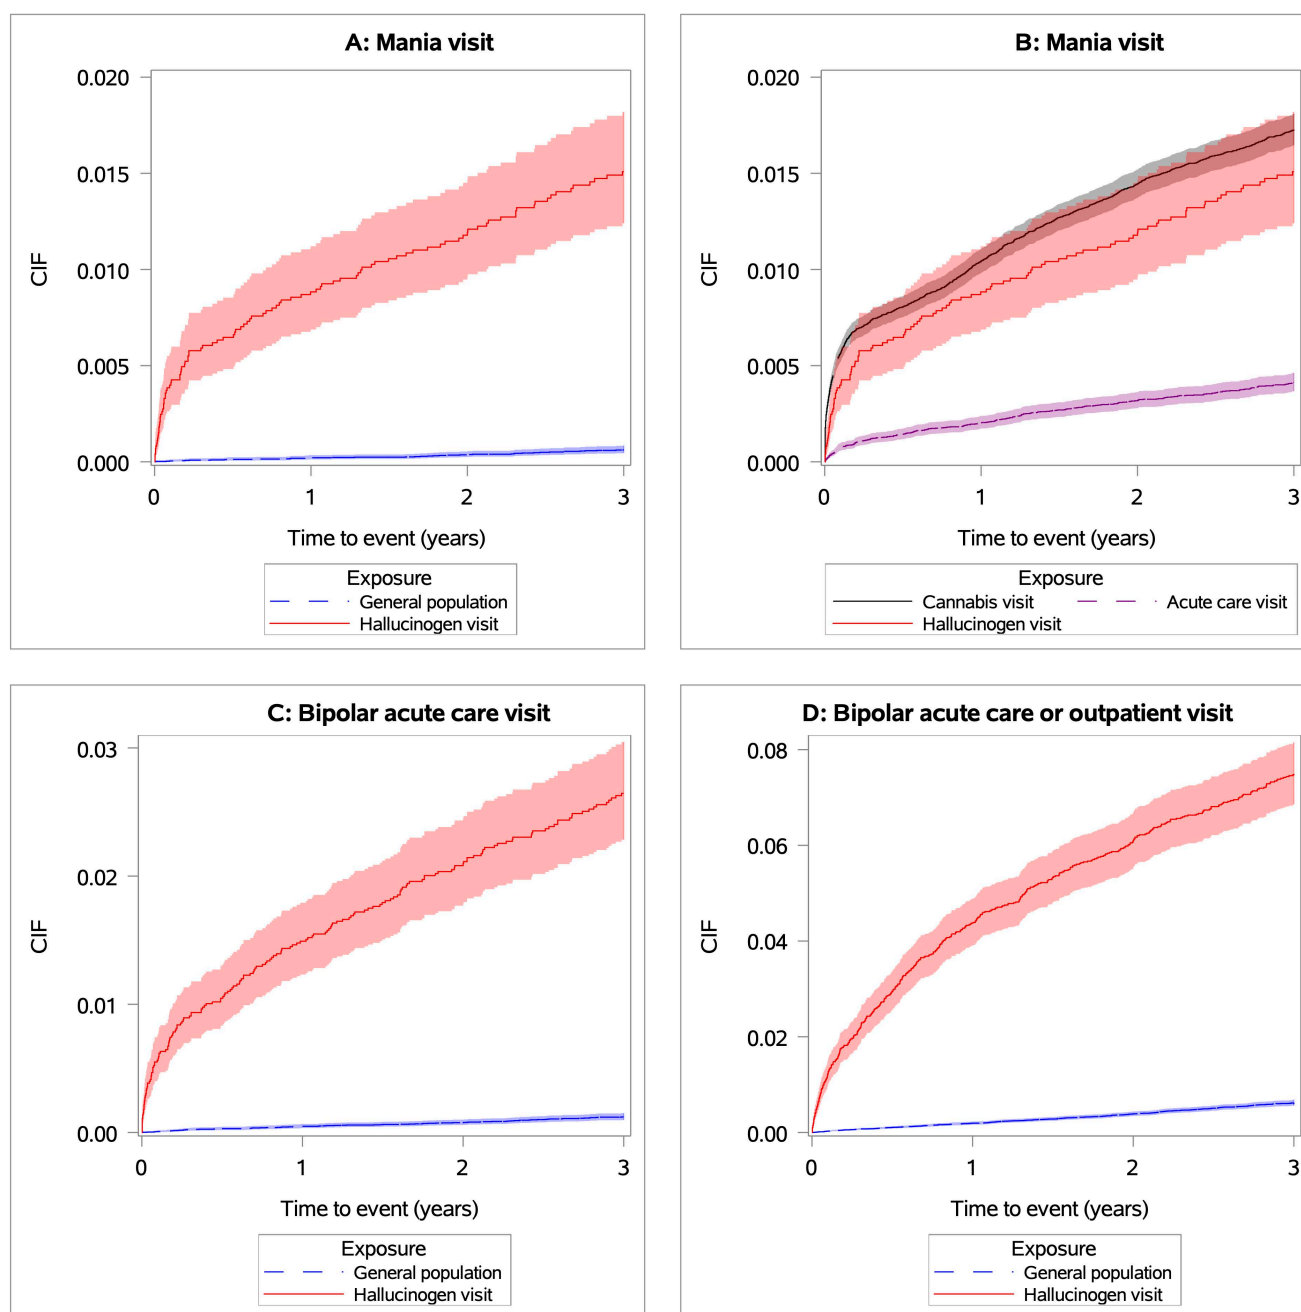 A: Mania visit
0.020
0.015
0.010
0.005
0.000
CIF
0 1 2 3
Time to event (years)
Exposure
General population
Hallucinogen visit
B: Mania visit
0.020
0.015
0.010
0.005
0.000
CIF
0 1 2 3
Time to event (years)
Exposure
Cannabis visit Acute care visit
Hallucinogen visit
C: Bipolar acute care visit
0.03
0.02
0.01
0.00
CIF
0 1 2 3
Time to event (years)
Exposure
General population
Hallucinogen visit
D: Bipolar acute care or outpatient visit
0.08
0.06
0.04
0.02
0.00
CIF
0 1 2 3
Time to event (years)
Exposure
General population
Hallucinogen visit